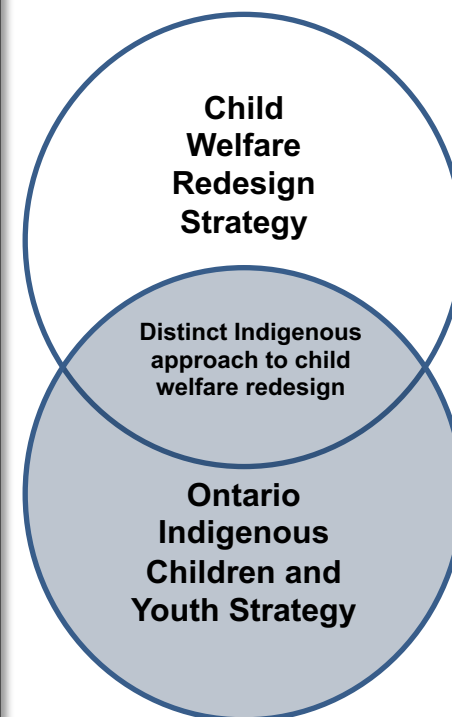 Child
Welfare
Redesign
Strategy
Distinct Indigenous
approach to child
welfare redesign
Ontario
Indigenous
Children and
Youth Strategy